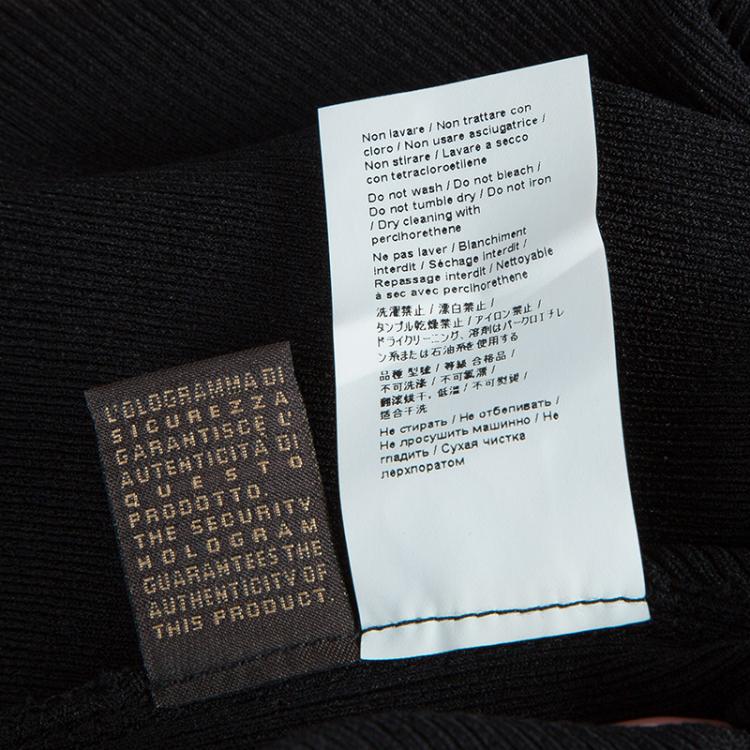 Non lavare / Non trattare con
cloro / Non usare asciugatrice /
Non stirare / Lavare a secco
con tetracloroetilene
Do not wash / Do not bleach /
Do not tumble dry / Do not iron
/ Dry cleaning with
perclhorethene
Ne pas laver / Blanchiment
interdit / Séchage interdit /
Repassage interdit / Nettoyable
à sec avec perclhorethene
洗濯禁止 / 漂白禁止 /
タンブル乾燥禁止 / アイロン禁止 /
ドライクリーニング、溶剤はパークロエチレ
ン系または石油系を使用する
品種 型號 / 等級 合格品 /
不可洗滌 / 不可氯漂 /
翻滾烘干，低溫 / 不可熨燙 /
适合干洗
Не стирать / Не отбеливать /
Не просушить машинно / Не
гладить / Сухая чистка
перхлоратом
L'OLOGRAMMA DI
SICUREZZA
GARANTISCE L'
AUTENTICITÀ DI
QUESTO
PRODOTTO.
THE SECURITY
HOLOGRAM
GUARANTEES THE
AUTHENTICITY OF
THIS PRODUCT.